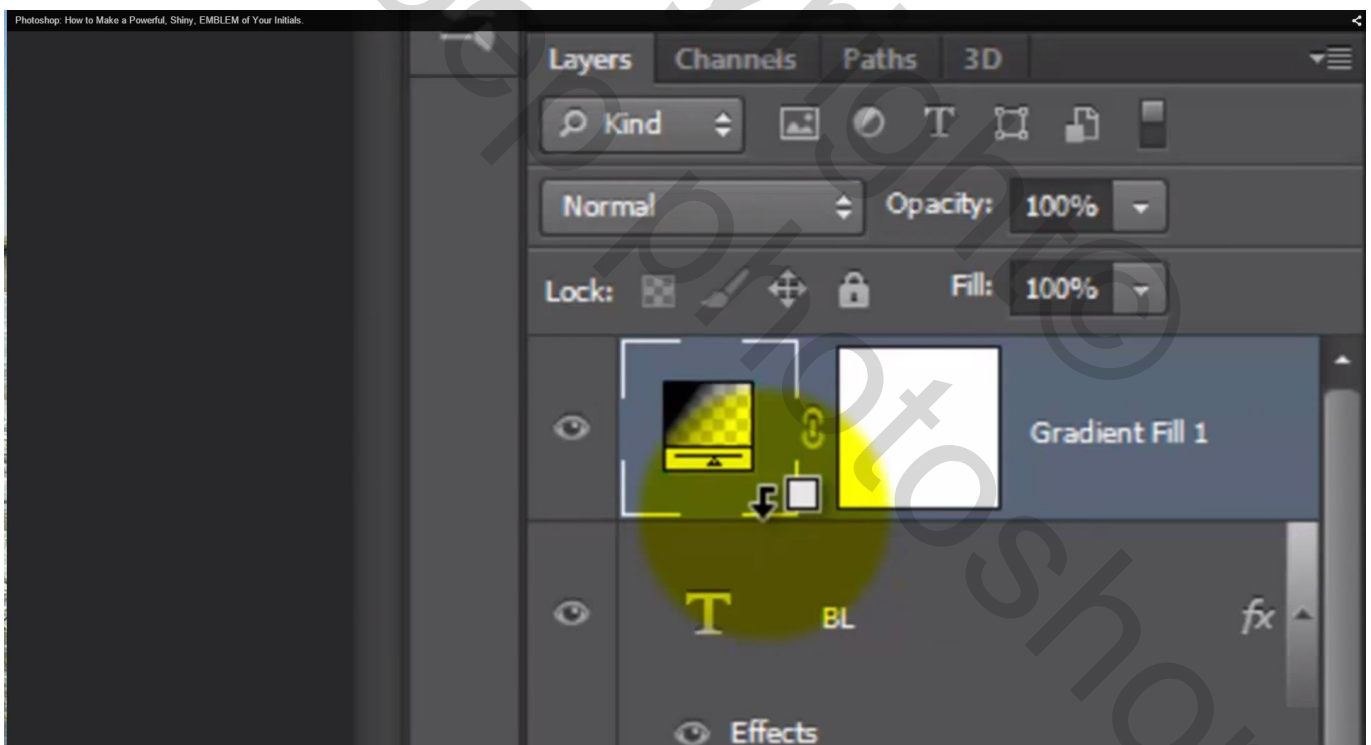 Photoshop: How to Make a Powerful, Shiny, EMBLEM of Your Initials.
Layers Channels Paths 3D
Kind T
Normal Opacity: 100%
Lock: Fill: 100%
Gradient Fill 1
T BL fx
Effects